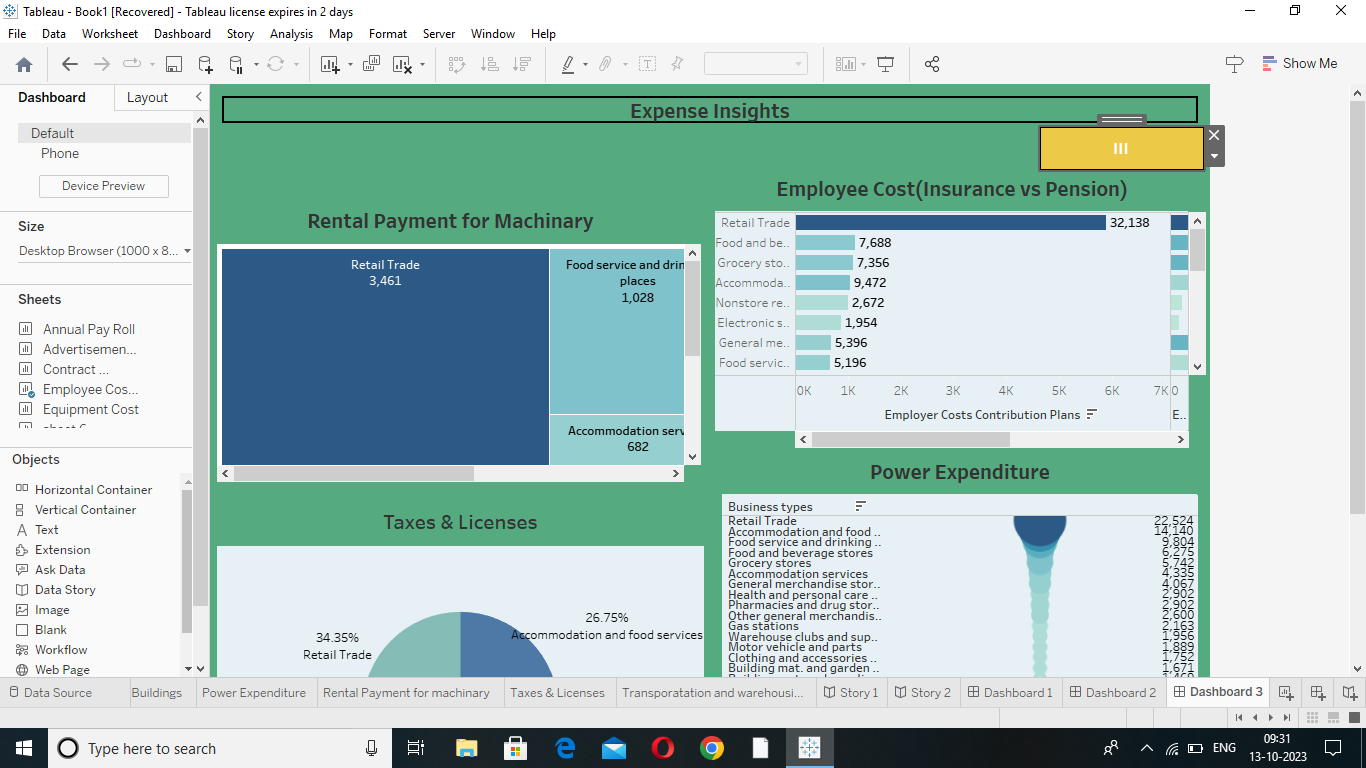 Tableau - Book1 [Recovered] - Tableau license expires in 2 days
File Data Worksheet Dashboard Story Analysis Map Format Server Window Help
Show Me
Dashboard Layout
Default
Phone
Device Preview
Size
Desktop Browser (1000 x 8...
Sheets
Annual Pay Roll
Advertisemen...
Contract ...
Employee Cos...
Equipment Cost
Objects
Horizontal Container
Vertical Container
Text
Extension
Ask Data
Data Story
Image
Blank
Workflow
Web Page
Expense Insights
III
Rental Payment for Machinary
Retail Trade
3,461
Food service and drin
places
1,028
Accommodation serv
682
Employee Cost(Insurance vs Pension)
Retail Trade 32,138
Food and be.. 7,688
Grocery sto.. 7,356
Accommoda.. 9,472
Nonstore re.. 2,672
Electronic s.. 1,954
General me.. 5,396
Food servic.. 5,196
0K 1K 2K 3K 4K 5K 6K 7K 0
Employer Costs Contribution Plans E..
Taxes & Licenses
34.35%
Retail Trade
26.75%
Accommodation and food services
Power Expenditure
Business types
Retail Trade 22,524
Accommodation and food .. 14,140
Food service and drinking .. 9,804
Food and beverage stores 6,275
Grocery stores 5,742
Accommodation services 4,335
General merchandise stor.. 4,067
Health and personal care .. 2,902
Pharmacies and drug stor.. 2,902
Other general merchandis.. 2,600
Gas stations 2,163
Warehouse clubs and sup.. 1,956
Motor vehicle and parts 1,889
Clothing and accessories .. 1,752
Building mat. and garden .. 1,671
Data Source Buildings Power Expenditure Rental Payment for machinary Taxes & Licenses Transporatation and warehousi... Story 1 Story 2 Dashboard 1 Dashboard 2 Dashboard 3
Type here to search
ENG
09:31
13-10-2023